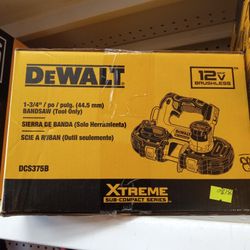 DEWALT
12V
BRUSHLESS
1-3/4" / po / pulg. (44.5 mm)
BANDSAW (Tool Only)
SIERRA DE BANDA (Solo Herramienta)
SCIE À RUBAN (Outil seulement)
DCS375B
XTREME
SUB-COMPACT SERIES